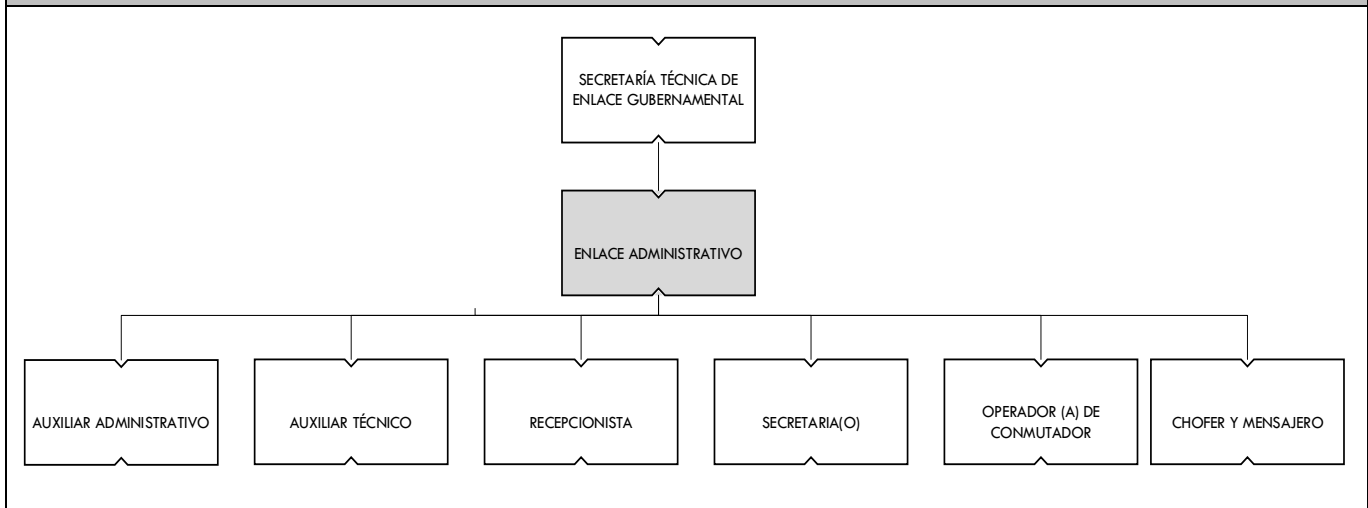 SECRETARÍA TÉCNICA DE
ENLACE GUBERNAMENTAL
ENLACE ADMINISTRATIVO
AUXILIAR ADMINISTRATIVO
AUXILIAR TÉCNICO
RECEPCIONISTA
SECRETARIA(O)
OPERADOR (A) DE
CONMUTADOR
CHOFER Y MENSAJERO